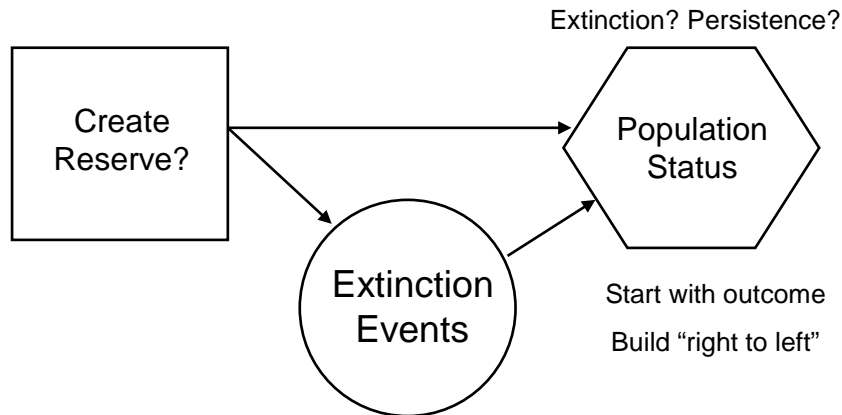 Extinction? Persistence?
Create
Reserve?
Population
Status
Extinction
Events
Start with outcome
Build “right to left”